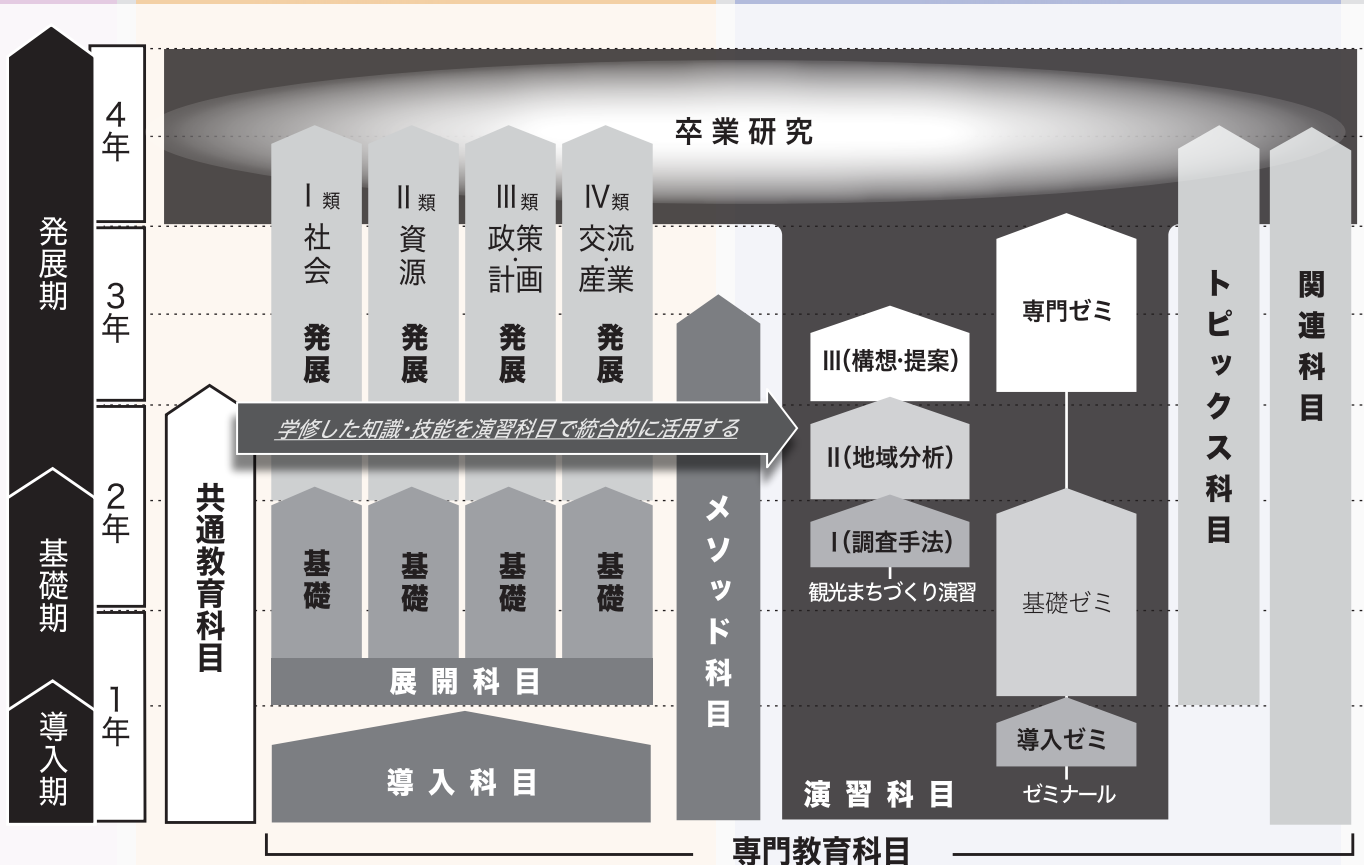 発展期
基礎期
導入期
4年
3年
2年
1年
卒業研究
Ⅰ類
社会
発展
Ⅱ類
資源
発展
Ⅲ類
政策・計画
発展
Ⅳ類
交流・産業
発展
学修した知識・技能を演習科目で統合的に活用する
共通教育科目
基礎
基礎
基礎
基礎
展開科目
導入科目
メソッド科目
Ⅲ(構想・提案)
Ⅱ(地域分析)
Ⅰ(調査手法)
観光まちづくり演習
専門ゼミ
基礎ゼミ
導入ゼミ
ゼミナール
演習科目
トピックス科目
関連科目
専門教育科目